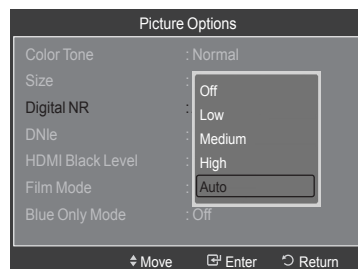 Picture Options
Color Tone : Normal
Size :
Digital NR :
DNIe :
HDMI Black Level :
Film Mode :
Blue Only Mode : Off
Off
Low
Medium
High
Auto
Move Enter Return